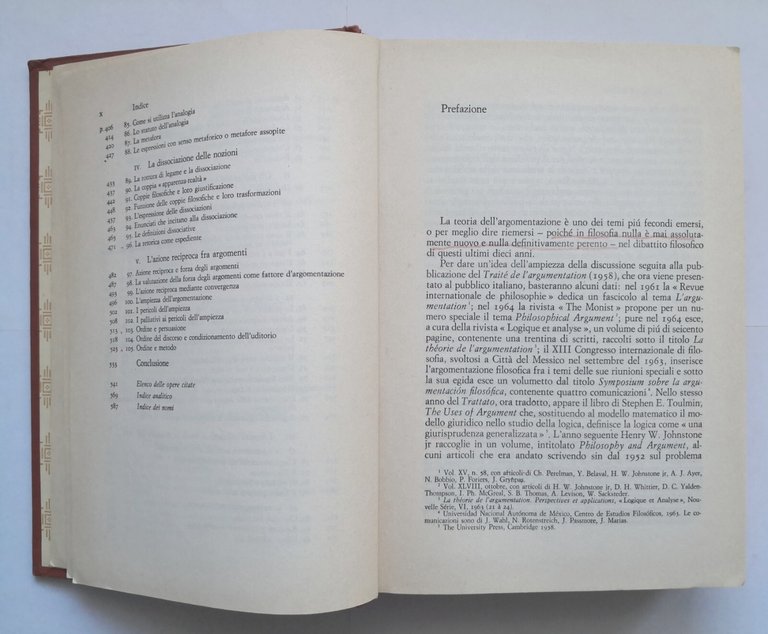 X Indice
p. 406 85. Come si utilizza l'analogia
414 86. Lo statuto dell'analogia
420 87. La metafora
427 88. Le espressioni con senso metaforico o metafore assopite
IV. La dissociazione delle nozioni
433 89. La rottura di legame e la dissociazione
437 90. La coppia « apparenza-realtà »
442 91. Coppie filosofiche e loro giustificazione
448 92. Funzione delle coppie filosofiche e loro trasformazioni
93. L'espressione delle dissociazioni
94. Enunciati che incitano alla dissociazione
95. Le definizioni dissociative
471 96. La retorica come espediente
V. L'azione reciproca fra argomenti
482 97. Azione reciproca e forza degli argomenti
98. La valutazione della forza degli argomenti come fattore d'argomentazione
99. L'azione reciproca mediante convergenza
100. L'ampiezza dell'argomentazione
502 101. I pericoli dell'ampiezza
508 102. I palliativi ai pericoli dell'ampiezza
515 103. Ordine e persuasione
518 104. Ordine del discorso e condizionamento dell'uditorio
525 105. Ordine e metodo
533 Conclusione
541 Elenco delle opere citate
569 Indice analitico
587 Indice dei nomi
Prefazione
La teoria dell'argomentazione è uno dei temi piú fecondi emersi,
o per meglio dire riemersi – poiché in filosofia nulla è mai assoluta-
mente nuovo e nulla definitivamente perento – nel dibattito filosofico
di questi ultimi dieci anni.
Per dare un'idea dell'ampiezza della discussione seguita alla pub-
blicazione del Traité de l'argumentation (1958), che ora viene presen-
tato al pubblico italiano, basteranno alcuni dati: nel 1961 la « Revue
internationale de philosophie » dedica un fascicolo al tema L'argu-
mentation¹; nel 1964 la rivista « The Monist » propone per un nu-
mero speciale il tema Philosophical Argument²; pure nel 1964 esce,
a cura della rivista « Logique et analyse », un volume di piú di seicento
pagine, contenente una trentina di scritti, raccolti sotto il titolo La
théorie de l'argumentation³; il XIII Congresso internazionale di filo-
sofia, svoltosi a Città del Messico nel settembre del 1963, inserisce
l'argomentazione filosofica fra i temi delle sue riunioni speciali e sotto
la sua egida esce un volumetto dal titolo Symposium sobre la argu-
mentación filosófica, contenente quattro comunicazioni⁴. Nello stesso
anno del Trattato, ora tradotto, appare il libro di Stephen E. Toulmin,
The Uses of Argument che, sostituendo al modello matematico il mo-
dello giuridico nello studio della logica, definisce la logica come « una
giurisprudenza generalizzata »⁵. L'anno seguente Henry W. Johnstone
jr raccoglie in un volume, intitolato Philosophy and Argument, al-
cuni articoli che era andato scrivendo sin dal 1952 sul problema
¹ Vol. XV, n. 58, con articoli di Ch. Perelman, Y. Belaval, H. W. Johnstone jr, A. J. Ayer,
N. Bobbio, P. Foriers, J.
² Vol. XLVIII, ottobre, con articoli di H. W. Johnstone jr, D. H. Whittier, D. C. Yalden-
Thompson, I. Ph. McGreal, S. B. Thomas, A. Levison, W. Sacksteder.
³ La théorie de l'argumentation. Perspectives et applications, « Logique et Analyse », Nou-
velle Série, VI, 1963 (21 à 24).
⁴ Universidad Nacional Autónoma de México, Centro de Estudios Filosóficos, 1963. Le co-
municazioni sono di J. Wahl, N. Rotenstreich, J. Passmore, J. Marias.
⁵ The University Press, Cambridge 1958.